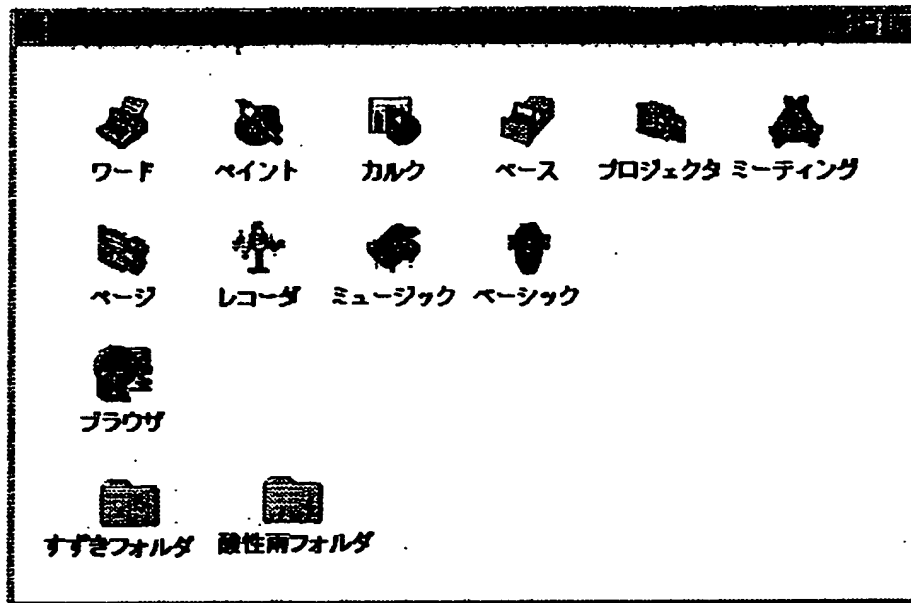 ワード ペイント カルク ベース プロジェクタ ミーティング
ページ レコーダ ミュージック ベーシック
ブラウザ
すずきフォルダ 酸性雨フォルダ